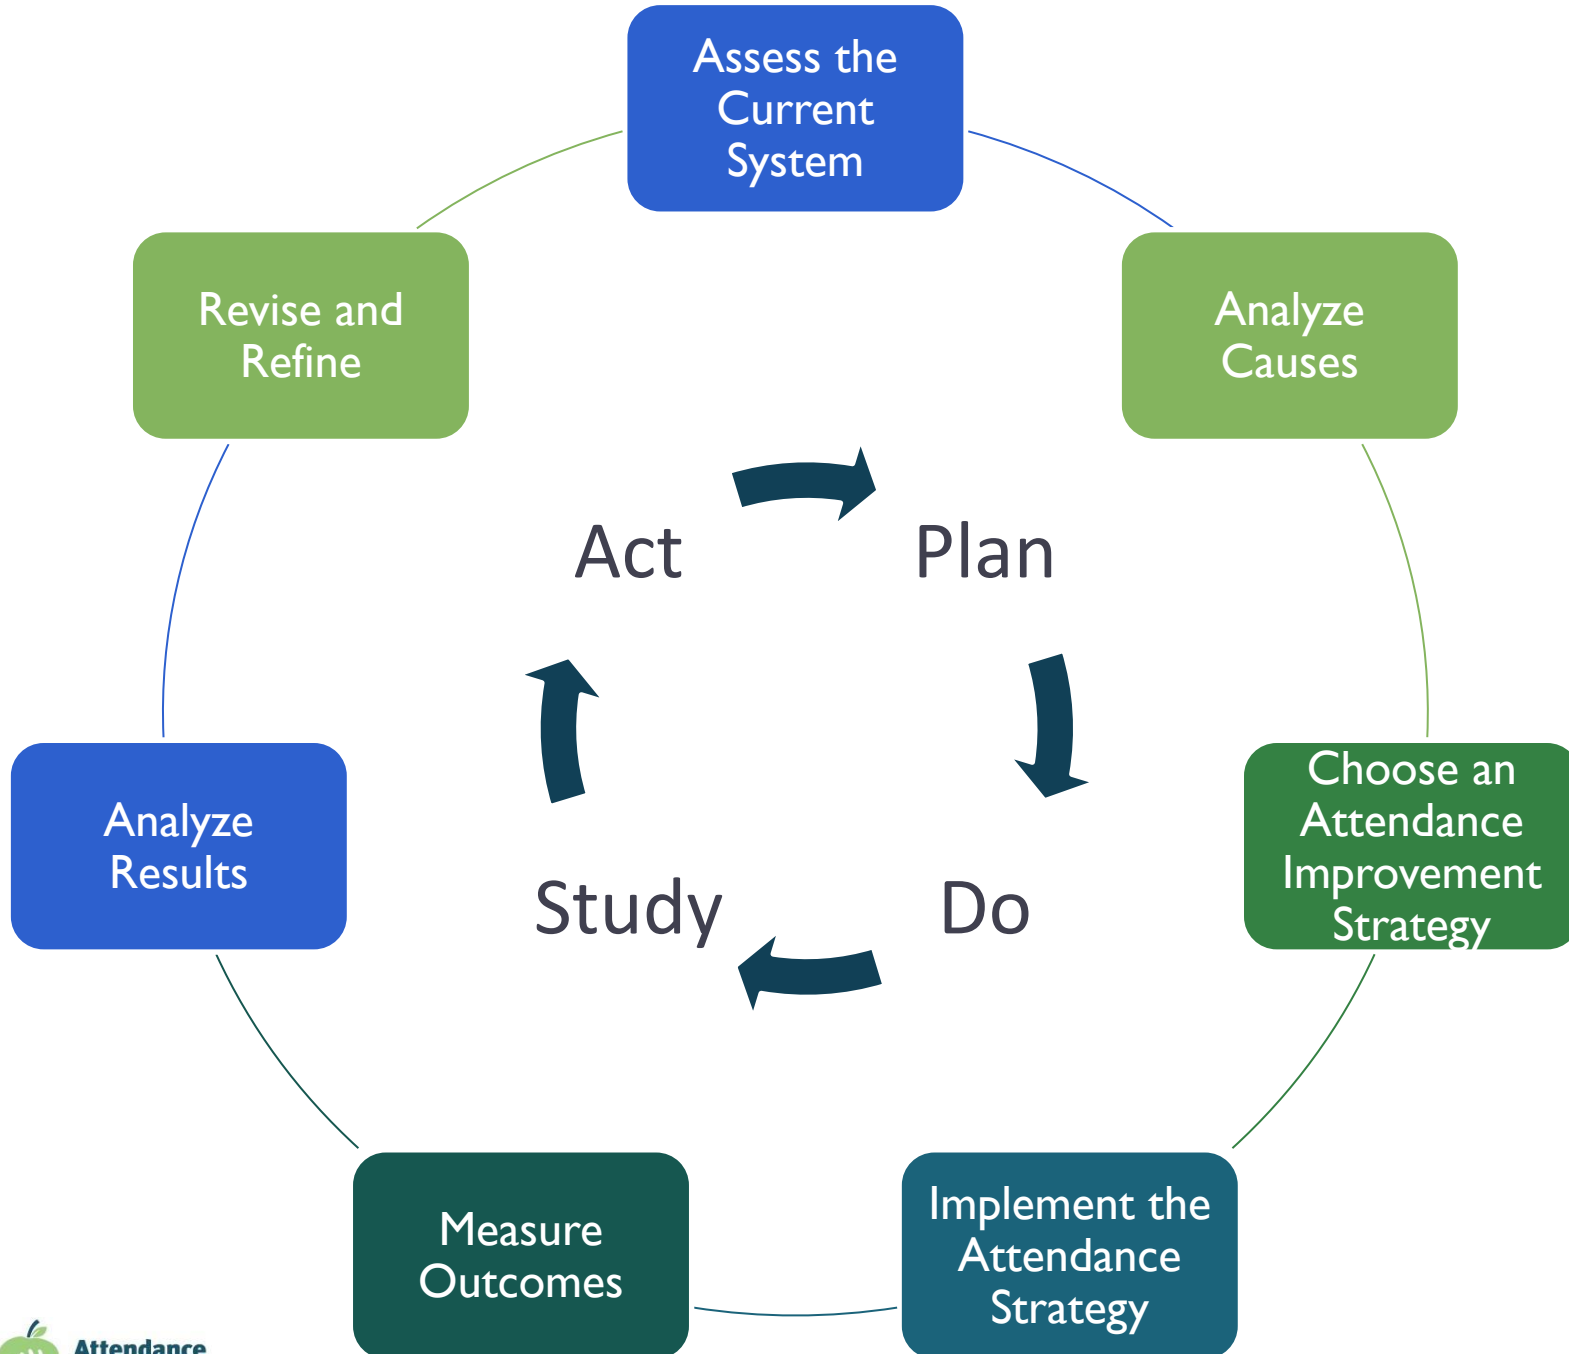 Assess the
Current
System
Analyze
Causes
Choose an
Attendance
Improvement
Strategy
Implement the
Attendance
Strategy
Measure
Outcomes
Analyze
Results
Revise and
Refine
Act
Plan
Do
Study
Attendance